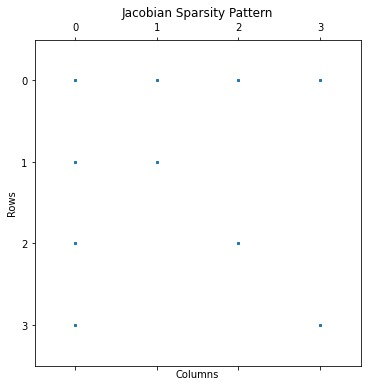 Jacobian Sparsity Pattern
0 1 2 3
0
1
2
3
Rows
Columns